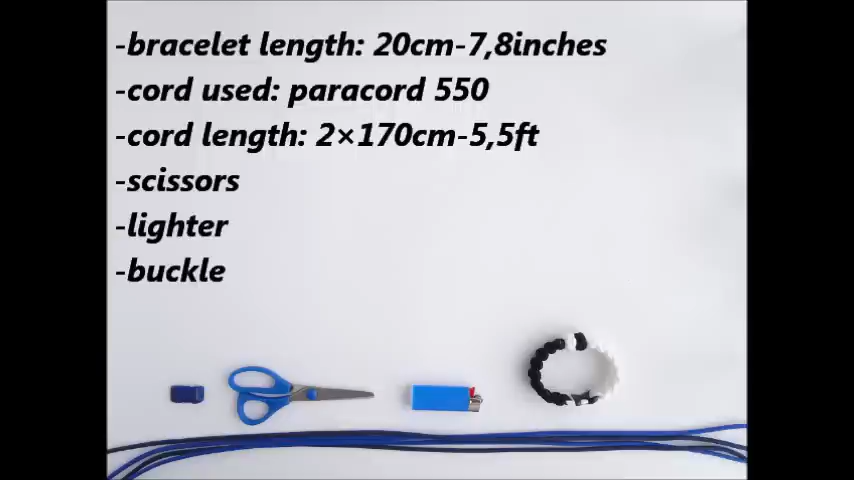 -bracelet length: 20cm-7,8inches
-cord used: paracord 550
-cord length: 2×170cm-5,5ft
-scissors
-lighter
-buckle